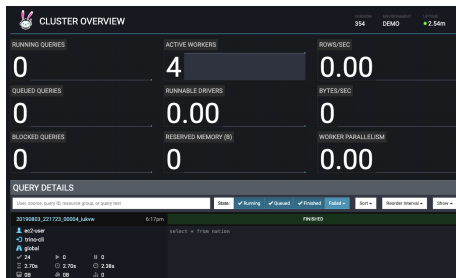 CLUSTER OVERVIEW
VERSION ENVIRONMENT UPTIME
354 DEMO 2.54m
RUNNING QUERIES ACTIVE WORKERS ROWS/SEC
0 4 0.00
QUEUED QUERIES RUNNABLE DRIVERS BYTES/SEC
0 0.00 0
BLOCKED QUERIES RESERVED MEMORY (B) WORKER PARALLELISM
0 0 0.00
QUERY DETAILS
User, source, query ID, resource group, or query text State: Running Queued Finished Failed Sort Reorder Interval Show
20190803_221723_00004_iukvw 6:17pm FINISHED
ec2-user select * from nation
trino-cli
global
24 0 0
2.70s 2.70s 2.38s
0B 0B 0